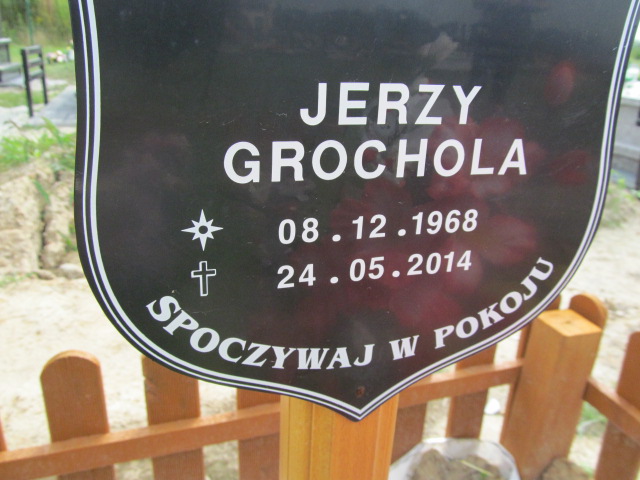 JERZY
GROCHOLA
08.12.1968
24.05.2014
SPOCZYWAJ W POKOJU